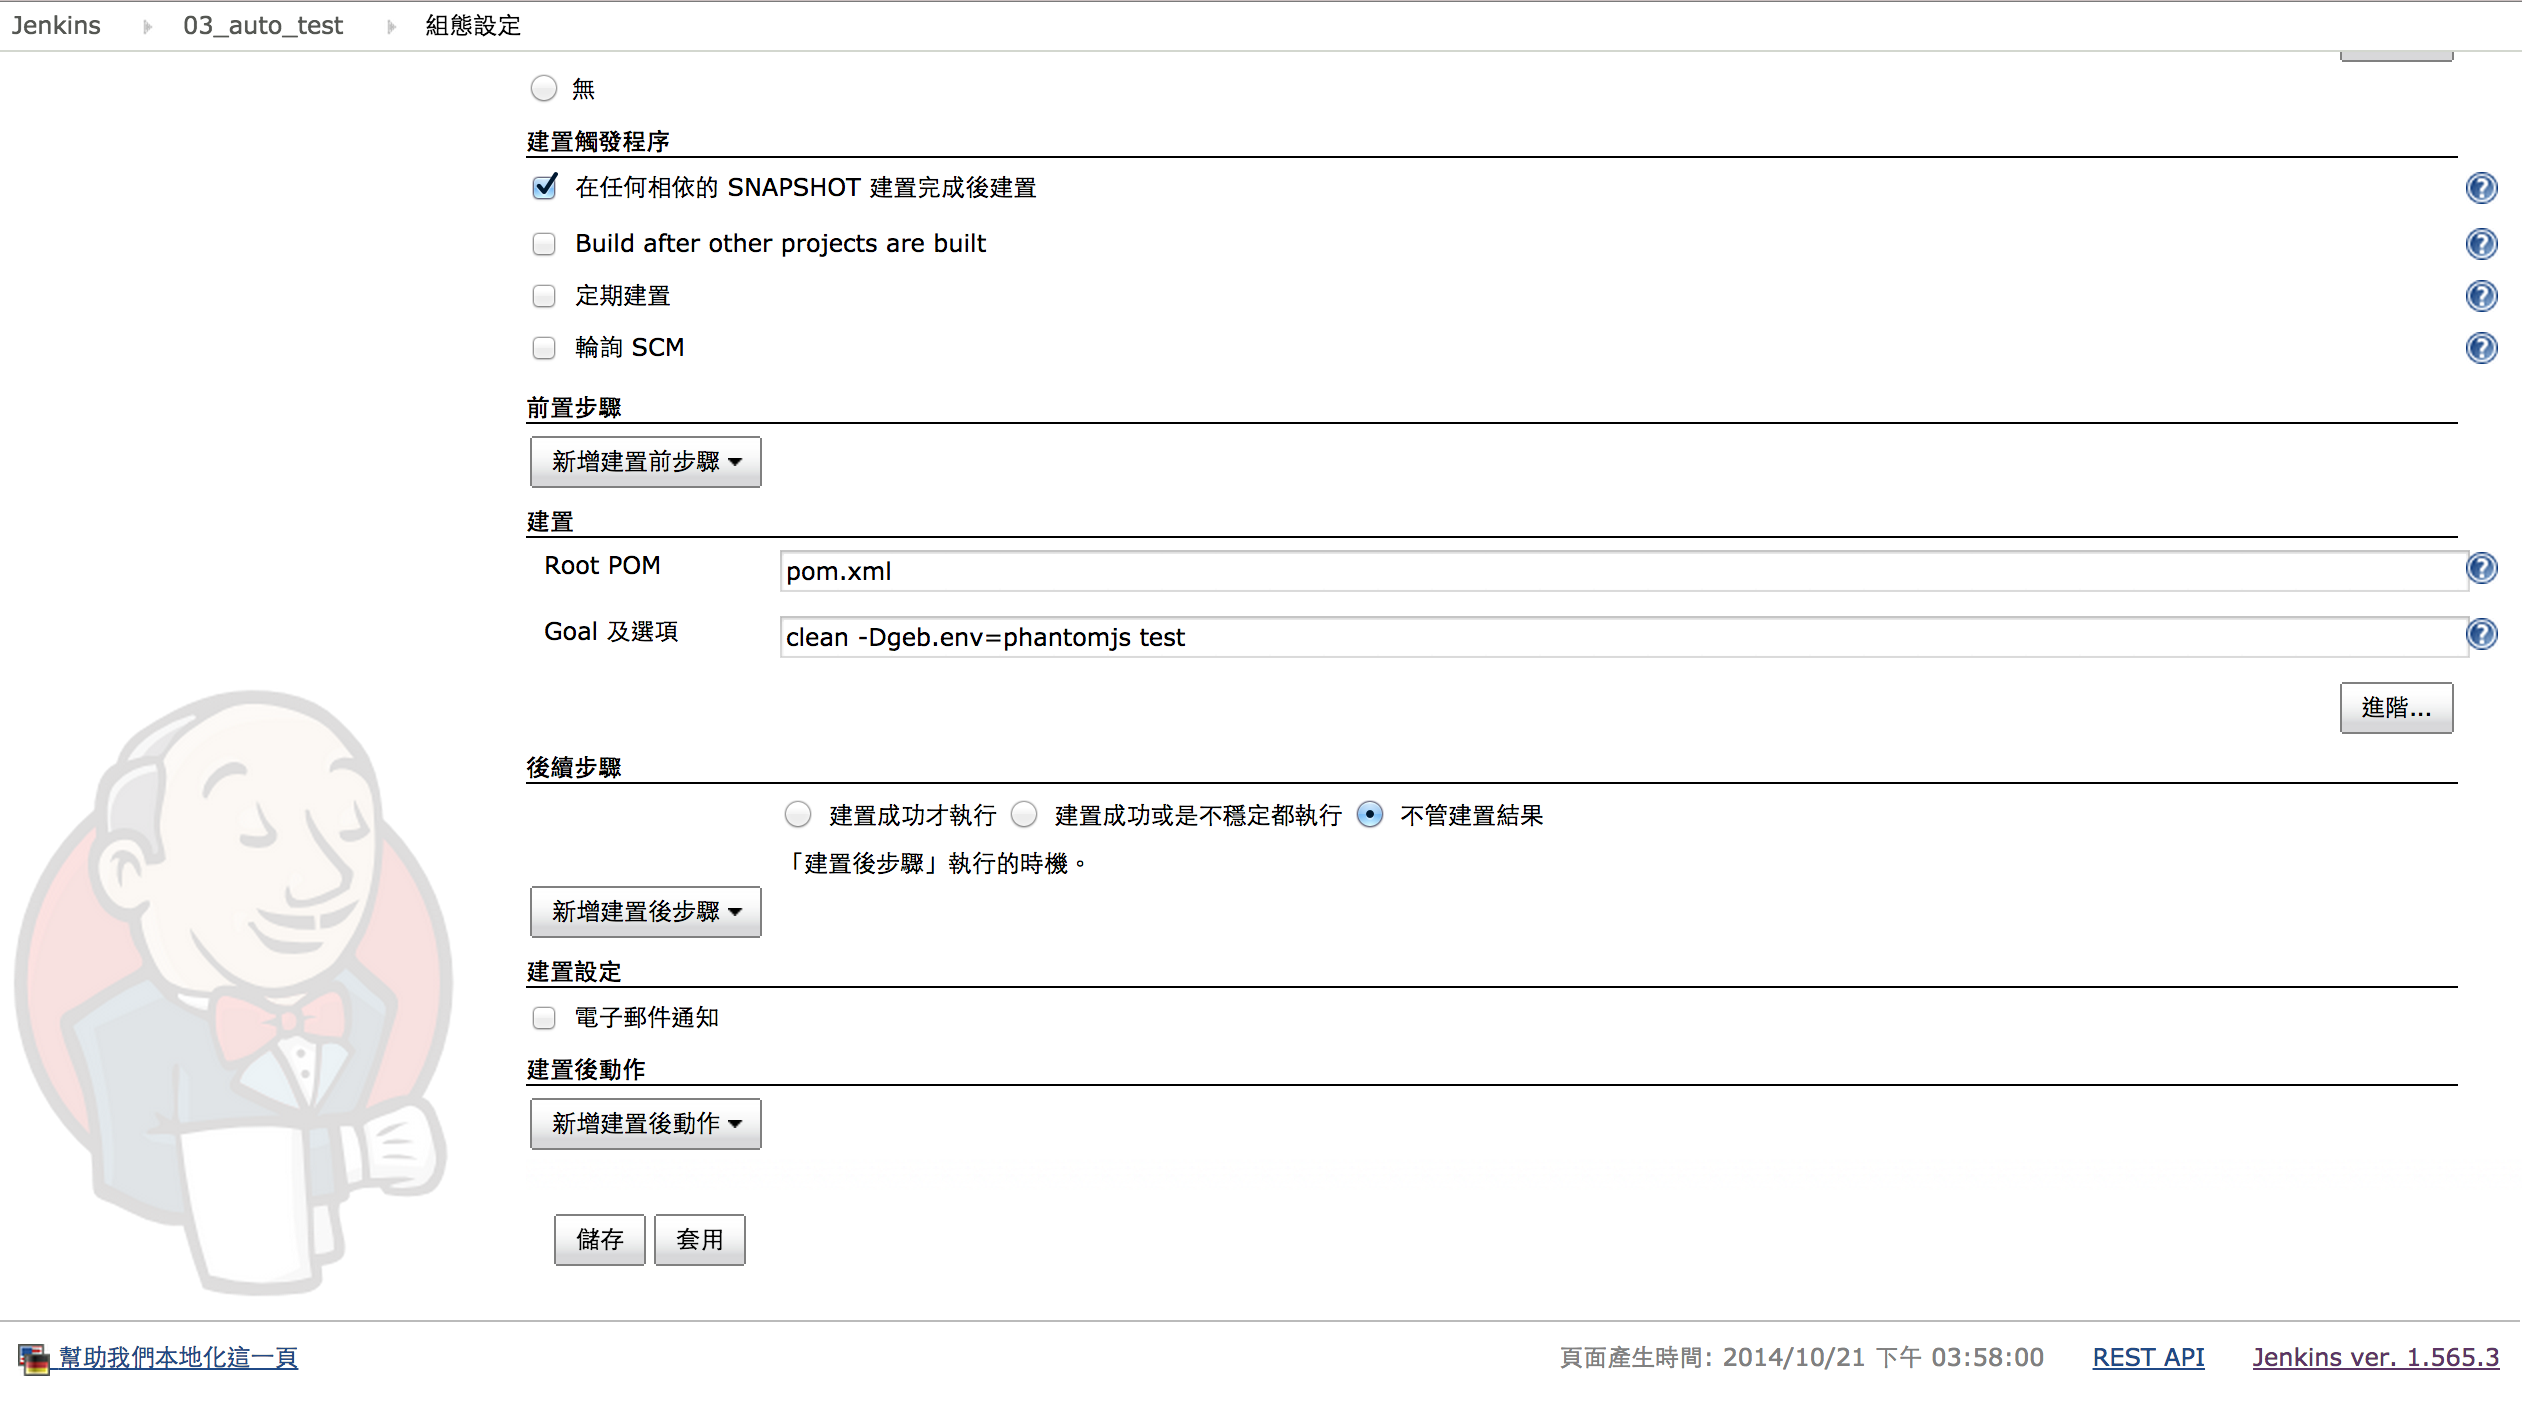 Jenkins 03_auto_test 組態設定
無
建置觸發程序
在任何相依的 SNAPSHOT 建置完成後建置
Build after other projects are built
定期建置
輪詢 SCM
前置步驟
新增建置前步驟
建置
Root POM pom.xml
Goal 及選項 clean -Dgeb.env=phantomjs test
進階...
後續步驟
建置成功才執行 建置成功或是不穩定都執行 不管建置結果
「建置後步驟」執行的時機。
新增建置後步驟
建置設定
電子郵件通知
建置後動作
新增建置後動作
儲存 套用
幫助我們本地化這一頁 頁面產生時間: 2014/10/21 下午 03:58:00 REST API Jenkins ver. 1.565.3